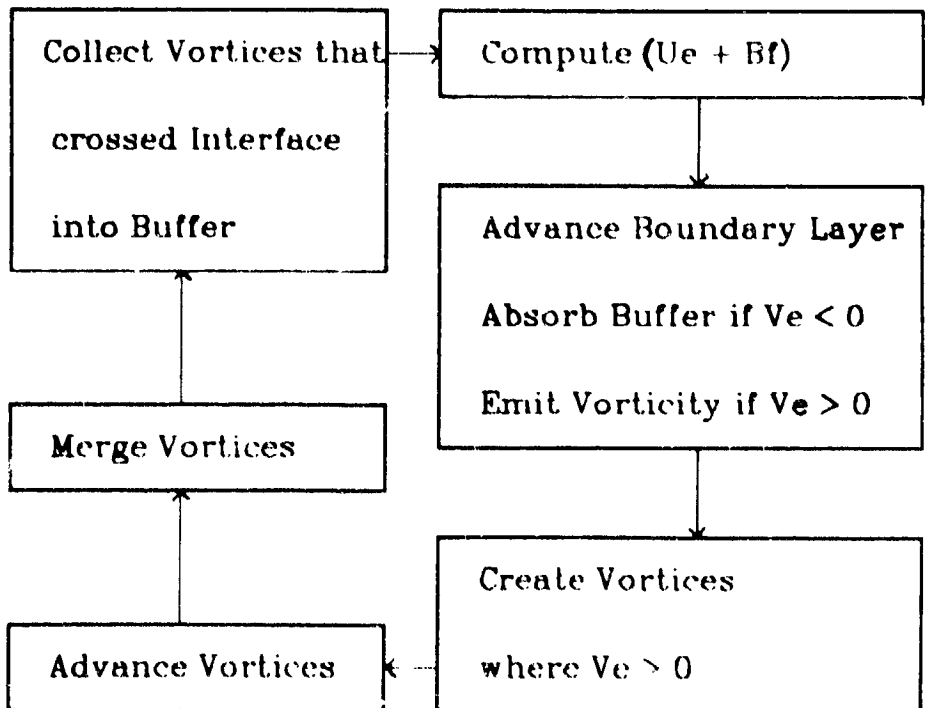 Collect Vortices that
crossed Interface
into Buffer
Compute (Ue + Bf)
Advance Boundary Layer
Absorb Buffer if Ve < 0
Emit Vorticity if Ve > 0
Create Vortices
where Ve > 0
Advance Vortices
Merge Vortices